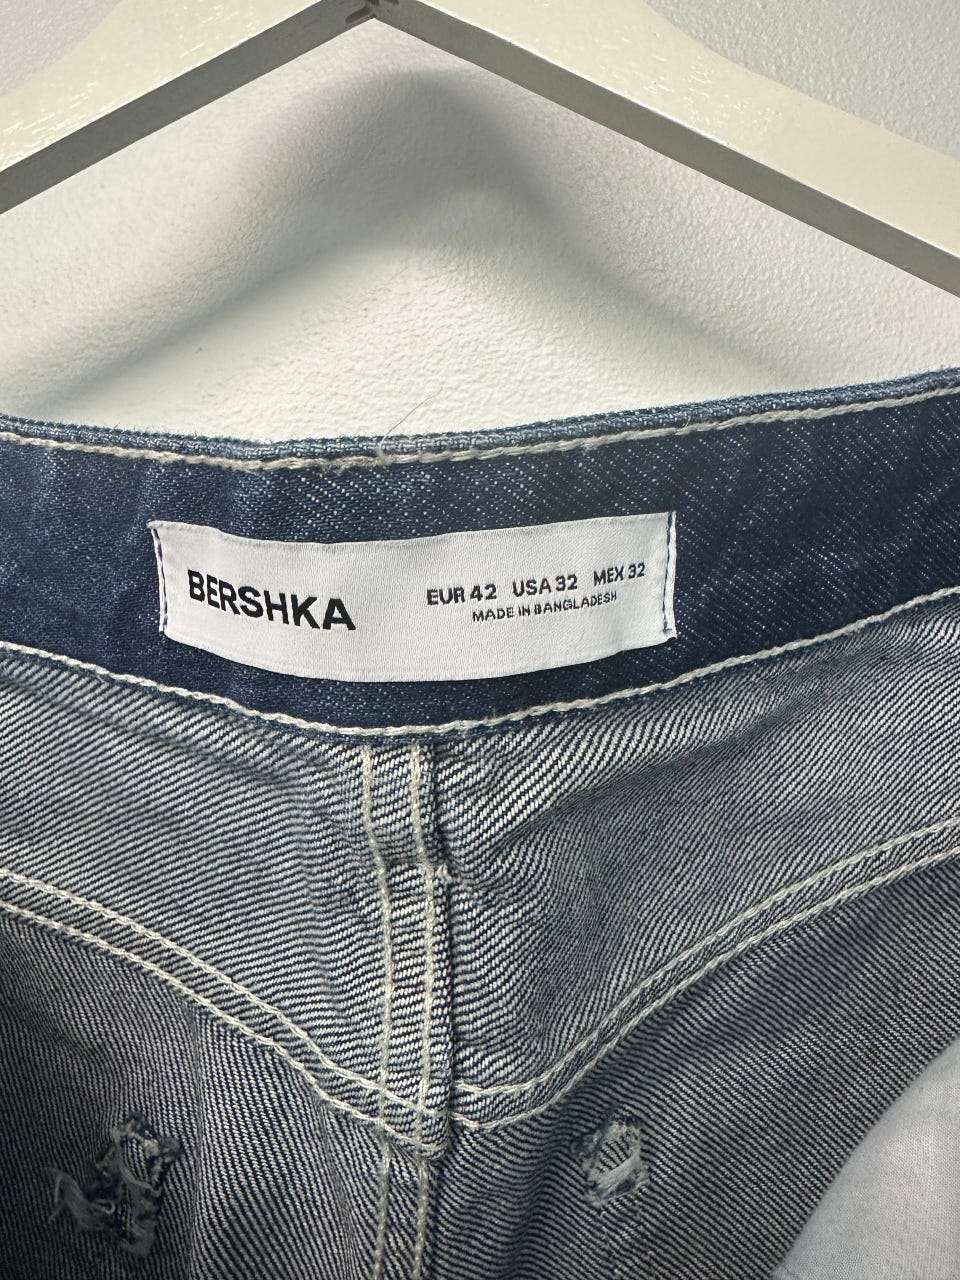 BERSHKA
EUR 42 USA 32 MEX 32
MADE IN BANGLADESH